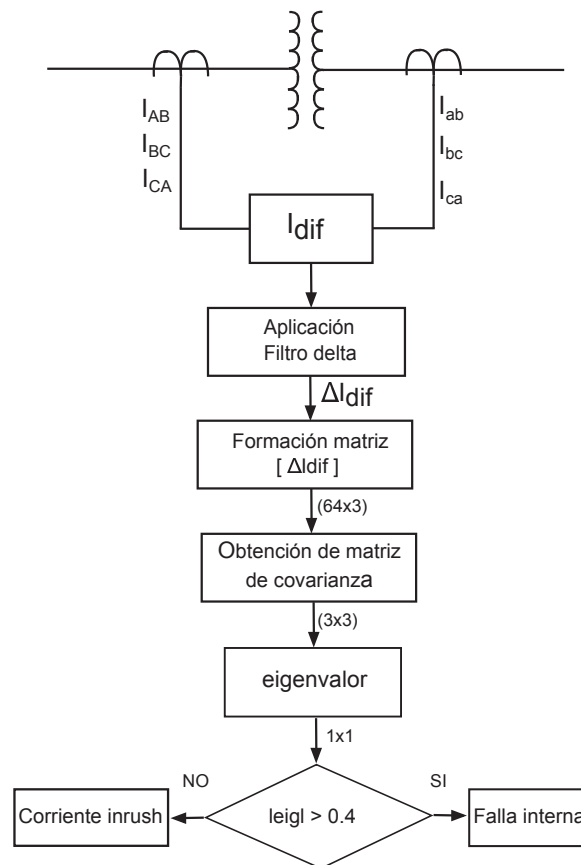 I_AB
I_BC
I_CA
I_ab
I_bc
I_ca
I_dif
Aplicación
Filtro delta
ΔI_dif
Formación matriz
[ ΔIdif ]
(64x3)
Obtención de matriz
de covarianza
(3x3)
eigenvalor
1x1
NO
SI
Corriente inrush
leigl > 0.4
Falla interna